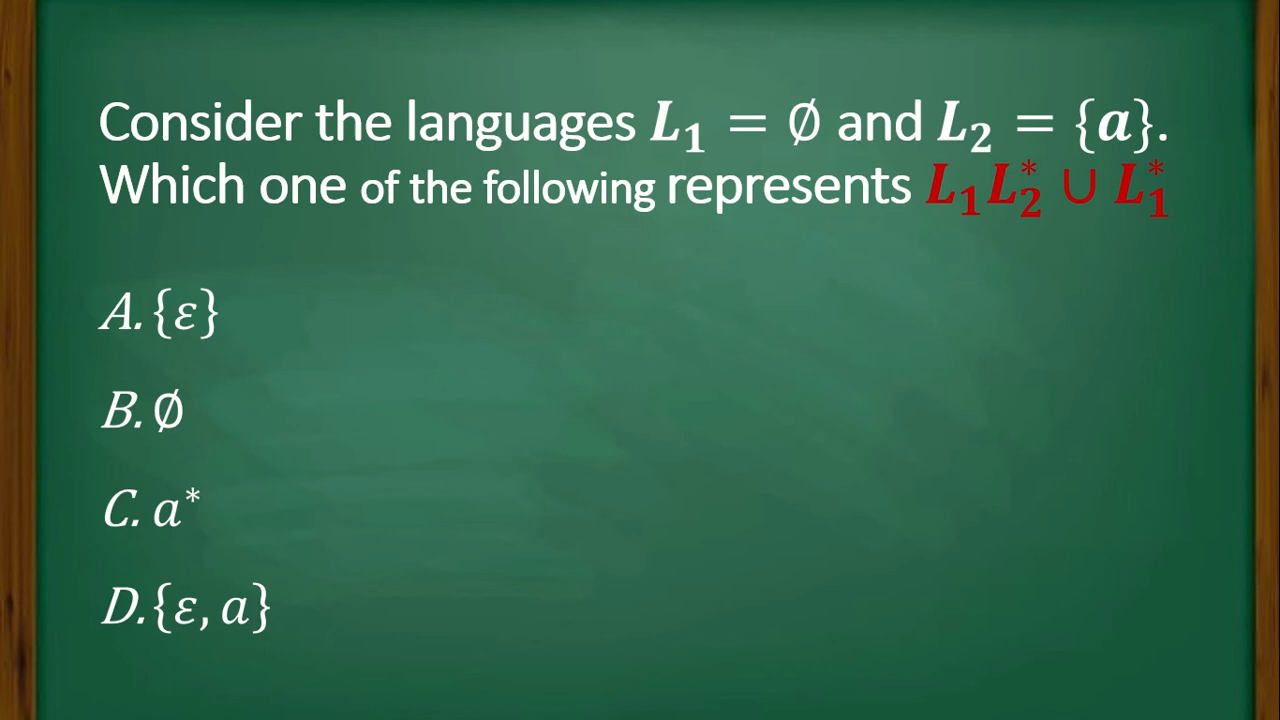 Consider the languages L₁ = ∅ and L₂ = {a}.
Which one of the following represents L₁L₂* ∪ L₁*
A. {ε}
B. ∅
C. a*
D. {ε, a}